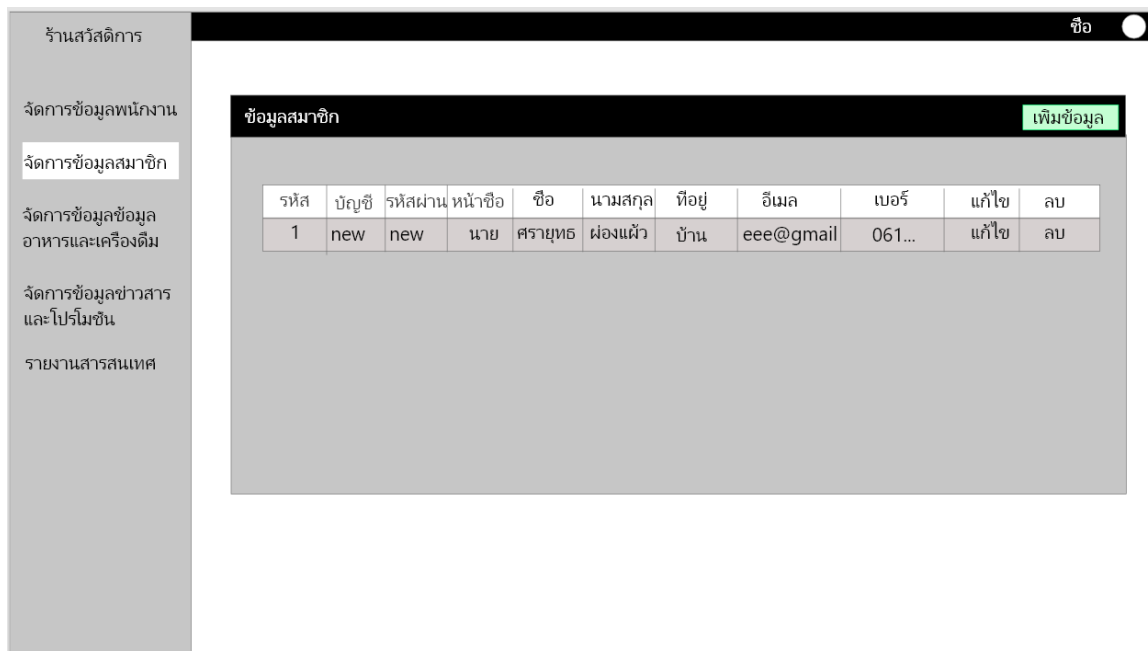 ร้านสวัสดิการ
ชื่อ
จัดการข้อมูลพนักงาน
จัดการข้อมูลสมาชิก
จัดการข้อมูลข้อมูล
อาหารและเครื่องดื่ม
จัดการข้อมูลข่าวสาร
และโปรโมชัน
รายงานสารสนเทศ
ข้อมูลสมาชิก เพิ่มข้อมูล
รหัส บัญชี รหัสผ่าน หน้าชื่อ ชื่อ นามสกุล ที่อยู่ อีเมล เบอร์ แก้ไข ลบ
1 new new นาย ศรายุทธ ผ่องแผ้ว บ้าน eee@gmail 061... แก้ไข ลบ